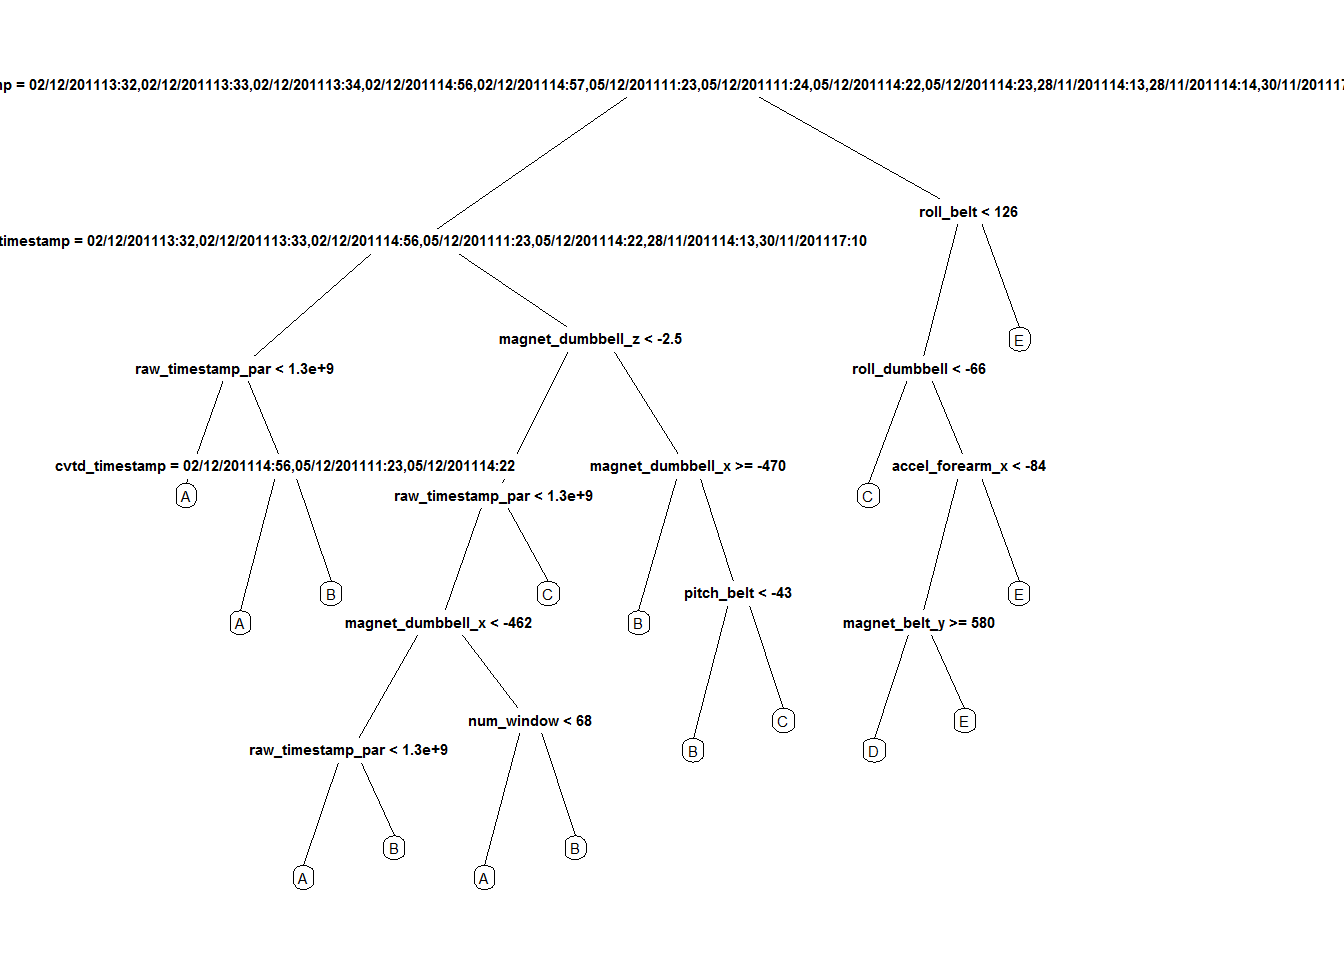 mp = 02/12/201113:32,02/12/201113:33,02/12/201113:34,02/12/201114:56,02/12/201114:57,05/12/201111:23,05/12/201111:24,05/12/201114:22,05/12/201114:23,28/11/201114:13,28/11/201114:14,30/11/201117
roll_belt < 126
timestamp = 02/12/201113:32,02/12/201113:33,02/12/201114:56,05/12/201111:23,05/12/201114:22,28/11/201114:13,30/11/201117:10
magnet_dumbbell_z < -2.5
E
raw_timestamp_par < 1.3e+9
roll_dumbbell < -66
cvtd_timestamp = 02/12/201114:56,05/12/201111:23,05/12/201114:22
magnet_dumbbell_x >= -470
accel_forearm_x < -84
A
raw_timestamp_par < 1.3e+9
C
B
C
pitch_belt < -43
E
A
magnet_dumbbell_x < -462
B
magnet_belt_y >= 580
num_window < 68
C
E
raw_timestamp_par < 1.3e+9
B
D
B
B
A
A